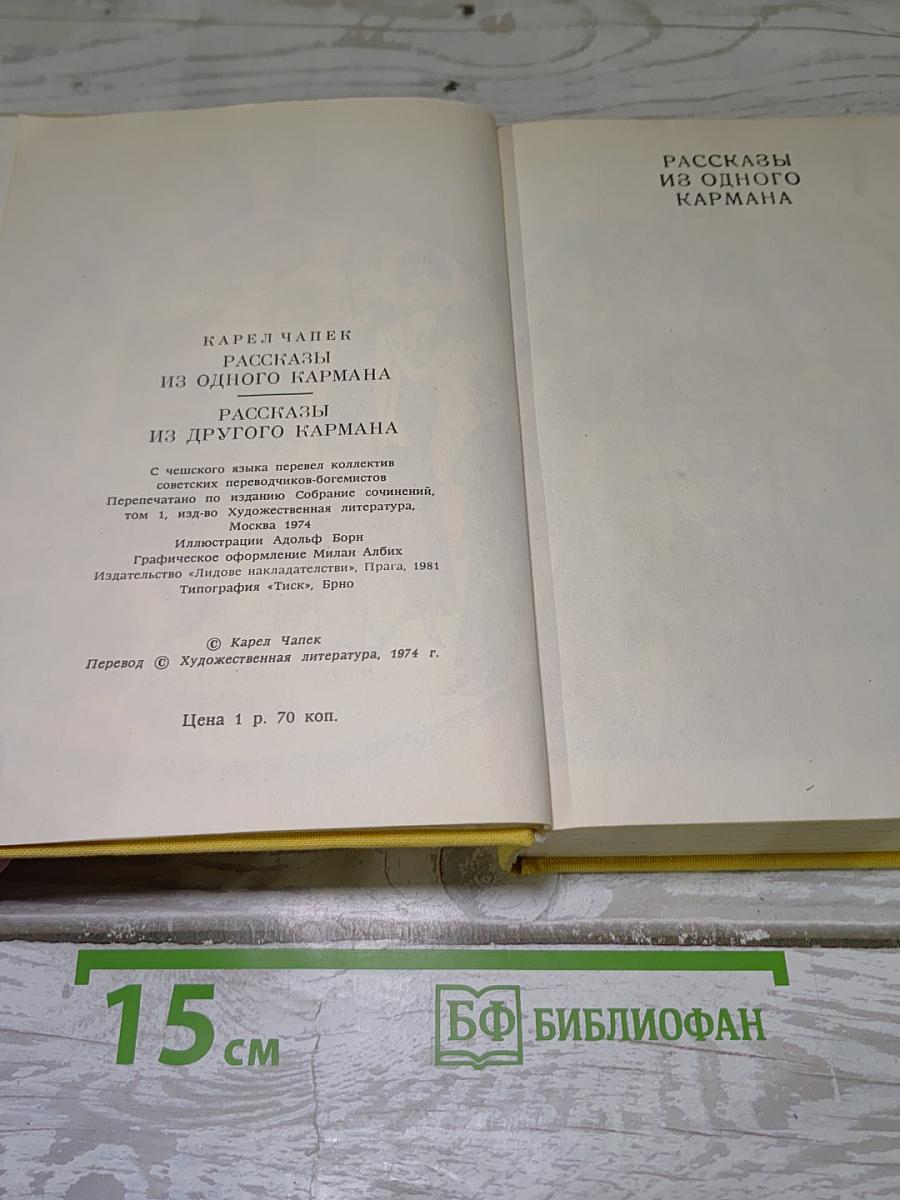 КАРЕЛ ЧАПЕК
РАССКАЗЫ
ИЗ ОДНОГО КАРМАНА
РАССКАЗЫ
ИЗ ДРУГОГО КАРМАНА
С чешского языка перевел коллектив
советских переводчиков-богемистов
Перепечатано по изданию Собрание сочинений,
том 1, изд-во Художественная литература,
Москва 1974
Иллюстрации Адольф Борн
Графическое оформление Милан Албих
Издательство «Лидове накладателстви», Прага, 1981
Типография «Тиск», Брно
© Карел Чапек
Перевод © Художественная литература, 1974 г.
Цена 1 р. 70 коп.
РАССКАЗЫ
ИЗ ОДНОГО
КАРМАНА
15 см
БФ БИБЛИОФАН